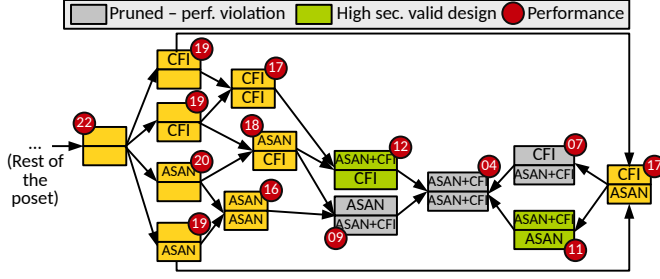 Pruned – perf. violation High sec. valid design Performance
19
CFI
17
CFI
CFI
22
19
CFI
...
(Rest of
the
poset)
18
ASAN
CFI
20
ASAN
16
ASAN
ASAN
19
ASAN
12
ASAN+CFI
CFI
ASAN
ASAN+CFI
09
04
ASAN+CFI
ASAN+CFI
07
CFI
ASAN+CFI
ASAN+CFI
ASAN
11
17
CFI
ASAN